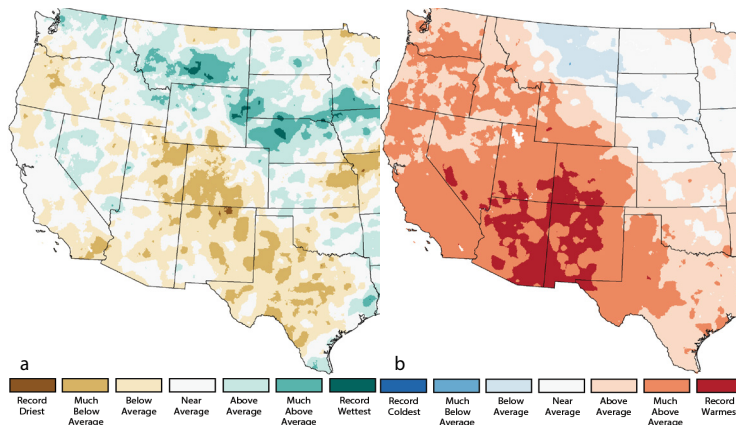 a
b
Record
Driest
Much
Below
Average
Below
Average
Near
Average
Above
Average
Much
Above
Average
Record
Wettest
Record
Coldest
Much
Below
Average
Below
Average
Near
Average
Above
Average
Much
Above
Average
Record
Warmest